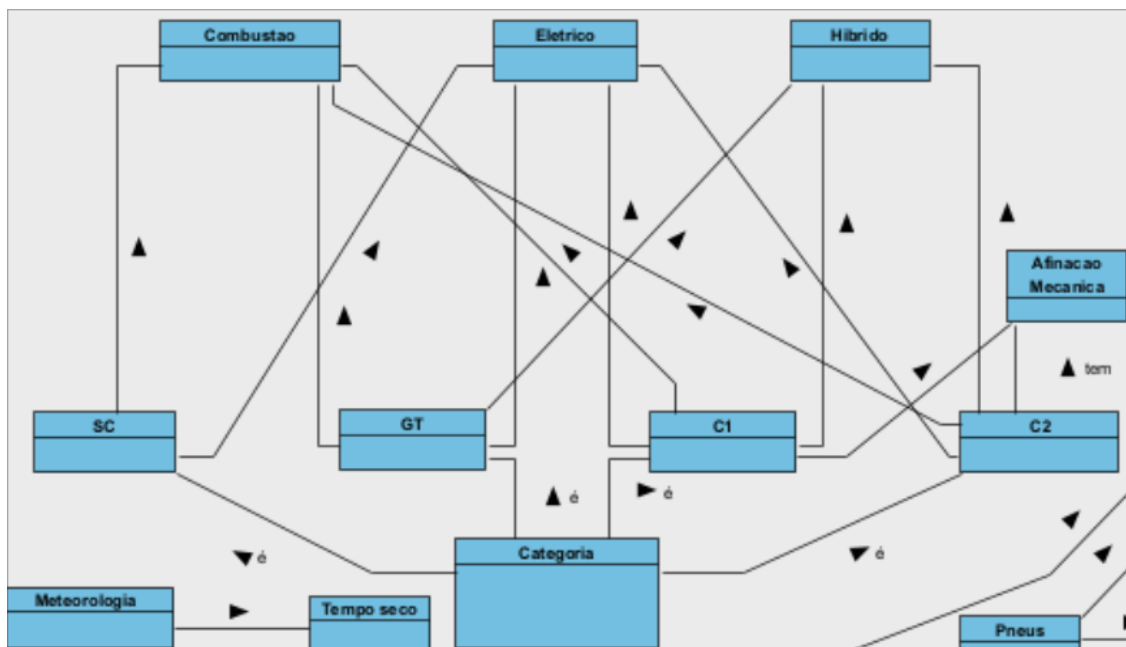 Combustao
Eletrico
Hibrido
Afinacao
Mecanica
tem
SC
GT
C1
C2
é
é
é
é
Categoria
Meteorologia
Tempo seco
Pneus